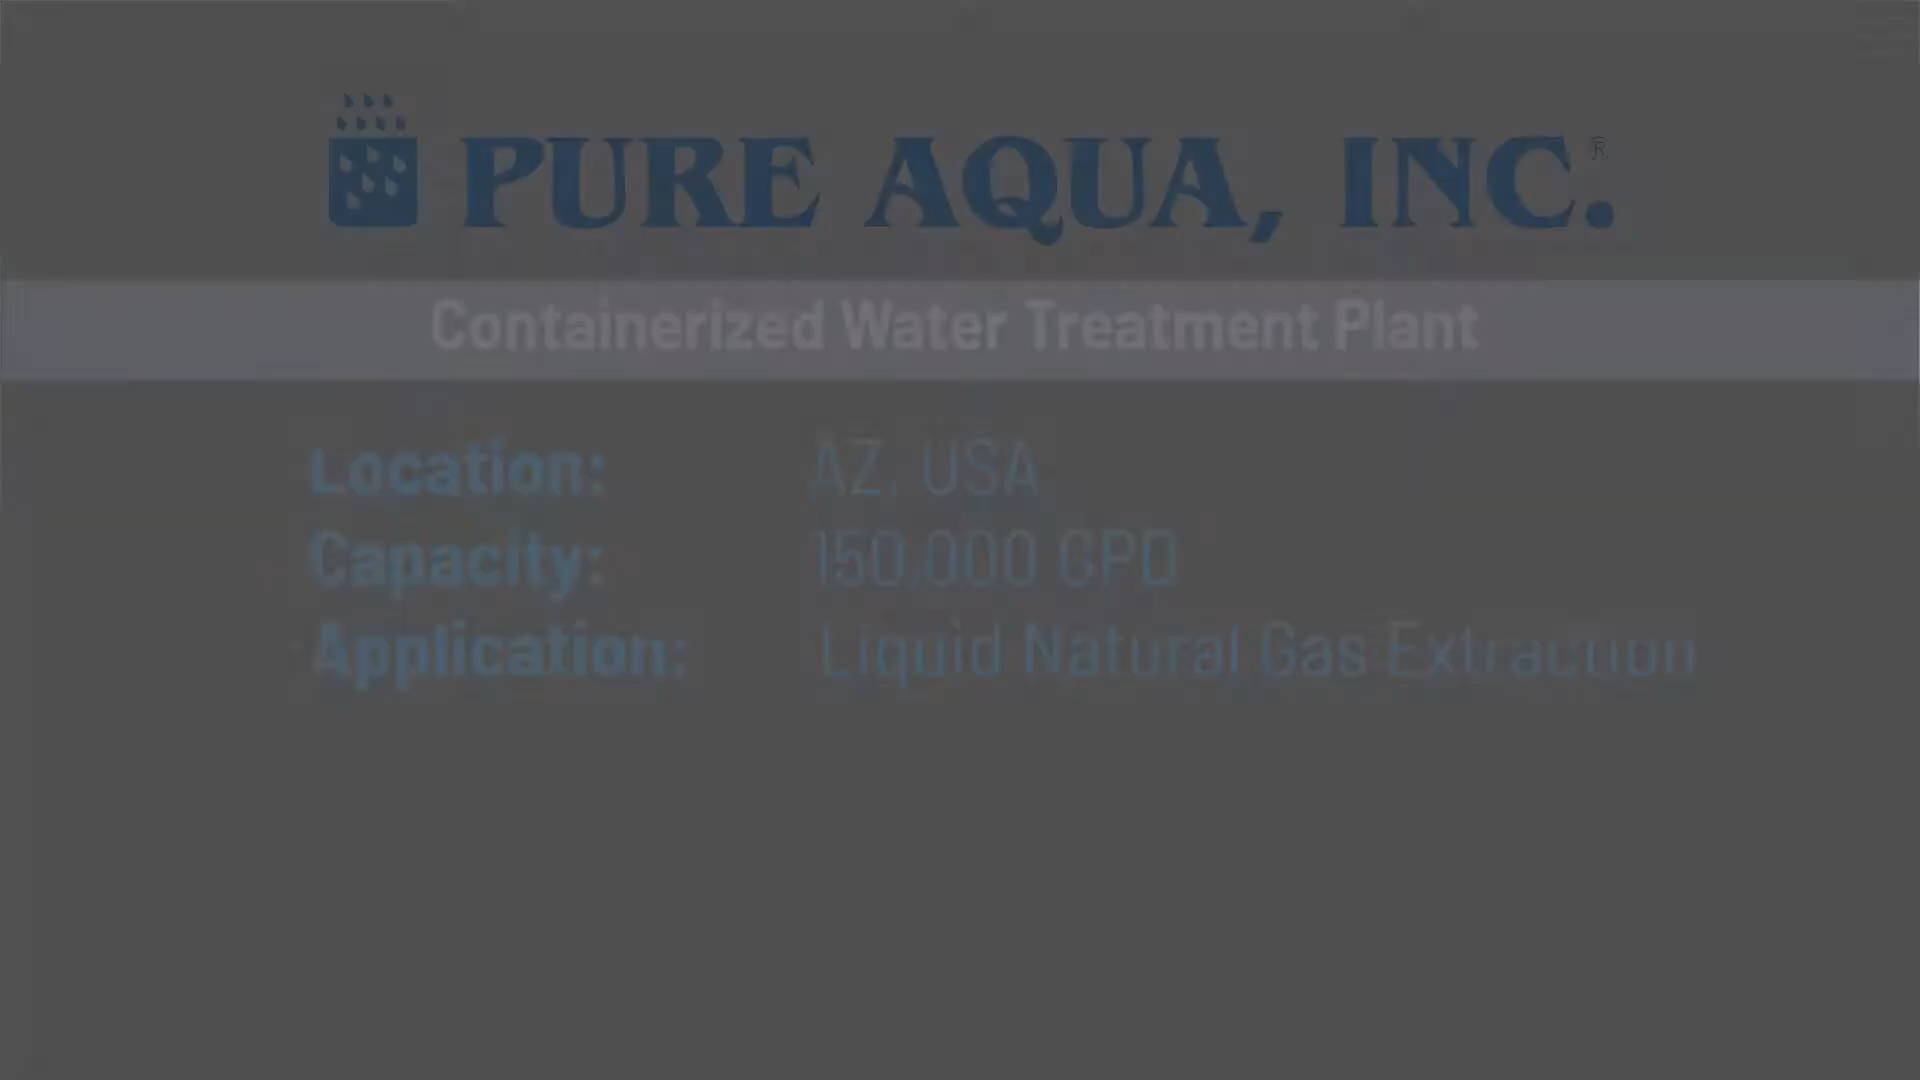 PURE AQUA, INC.®
Containerized Water Treatment Plant
Location: AZ, USA
Capacity: 150,000 GPD
Application: Liquid Natural Gas Extraction